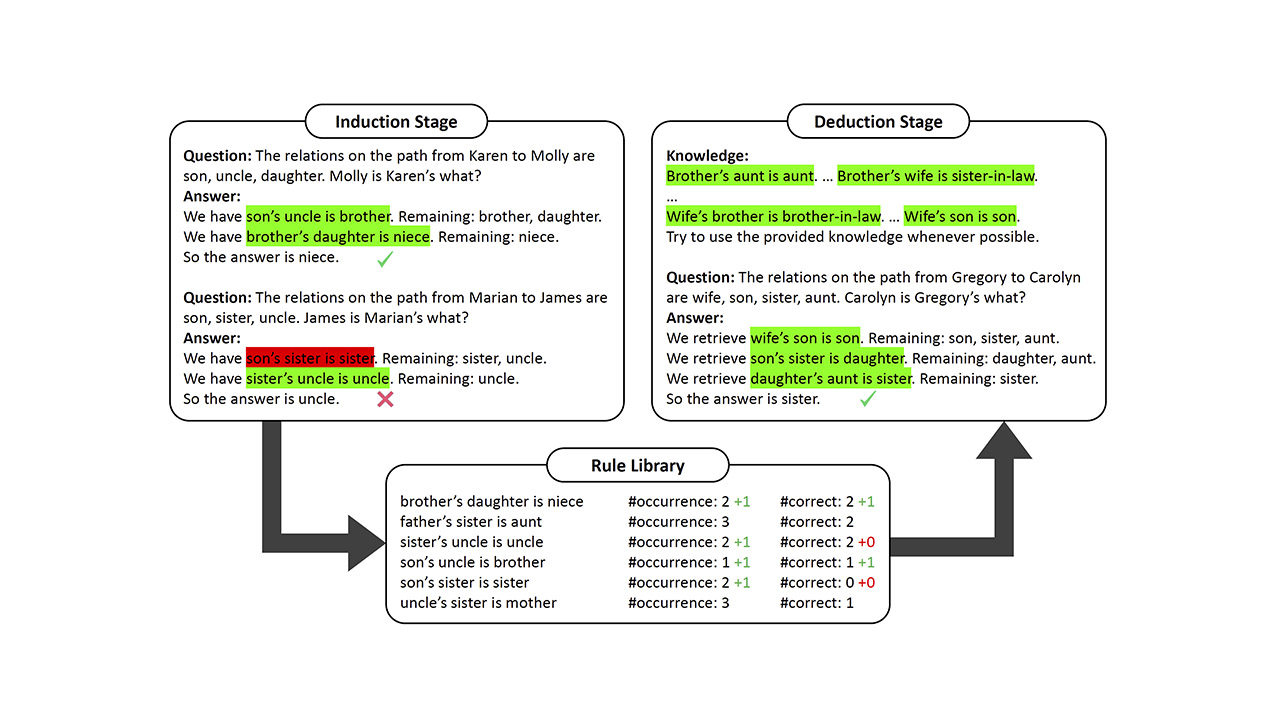 Induction Stage
Question: The relations on the path from Karen to Molly are
son, uncle, daughter. Molly is Karen’s what?
Answer:
We have son’s uncle is brother. Remaining: brother, daughter.
We have brother’s daughter is niece. Remaining: niece.
So the answer is niece.
Question: The relations on the path from Marian to James are
son, sister, uncle. James is Marian’s what?
Answer:
We have son’s sister is sister. Remaining: sister, uncle.
We have sister’s uncle is uncle. Remaining: uncle.
So the answer is uncle.
Deduction Stage
Knowledge:
Brother’s aunt is aunt. ... Brother’s wife is sister-in-law.
...
Wife’s brother is brother-in-law. ... Wife’s son is son.
Try to use the provided knowledge whenever possible.
Question: The relations on the path from Gregory to Carolyn
are wife, son, sister, aunt. Carolyn is Gregory’s what?
Answer:
We retrieve wife’s son is son. Remaining: son, sister, aunt.
We retrieve son’s sister is daughter. Remaining: daughter, aunt.
We retrieve daughter’s aunt is sister. Remaining: sister.
So the answer is sister.
Rule Library
brother’s daughter is niece #occurrence: 2 +1 #correct: 2 +1
father’s sister is aunt #occurrence: 3 #correct: 2
sister’s uncle is uncle #occurrence: 2 +1 #correct: 2 +0
son’s uncle is brother #occurrence: 1 +1 #correct: 1 +1
son’s sister is sister #occurrence: 2 +1 #correct: 0 +0
uncle’s sister is mother #occurrence: 3 #correct: 1